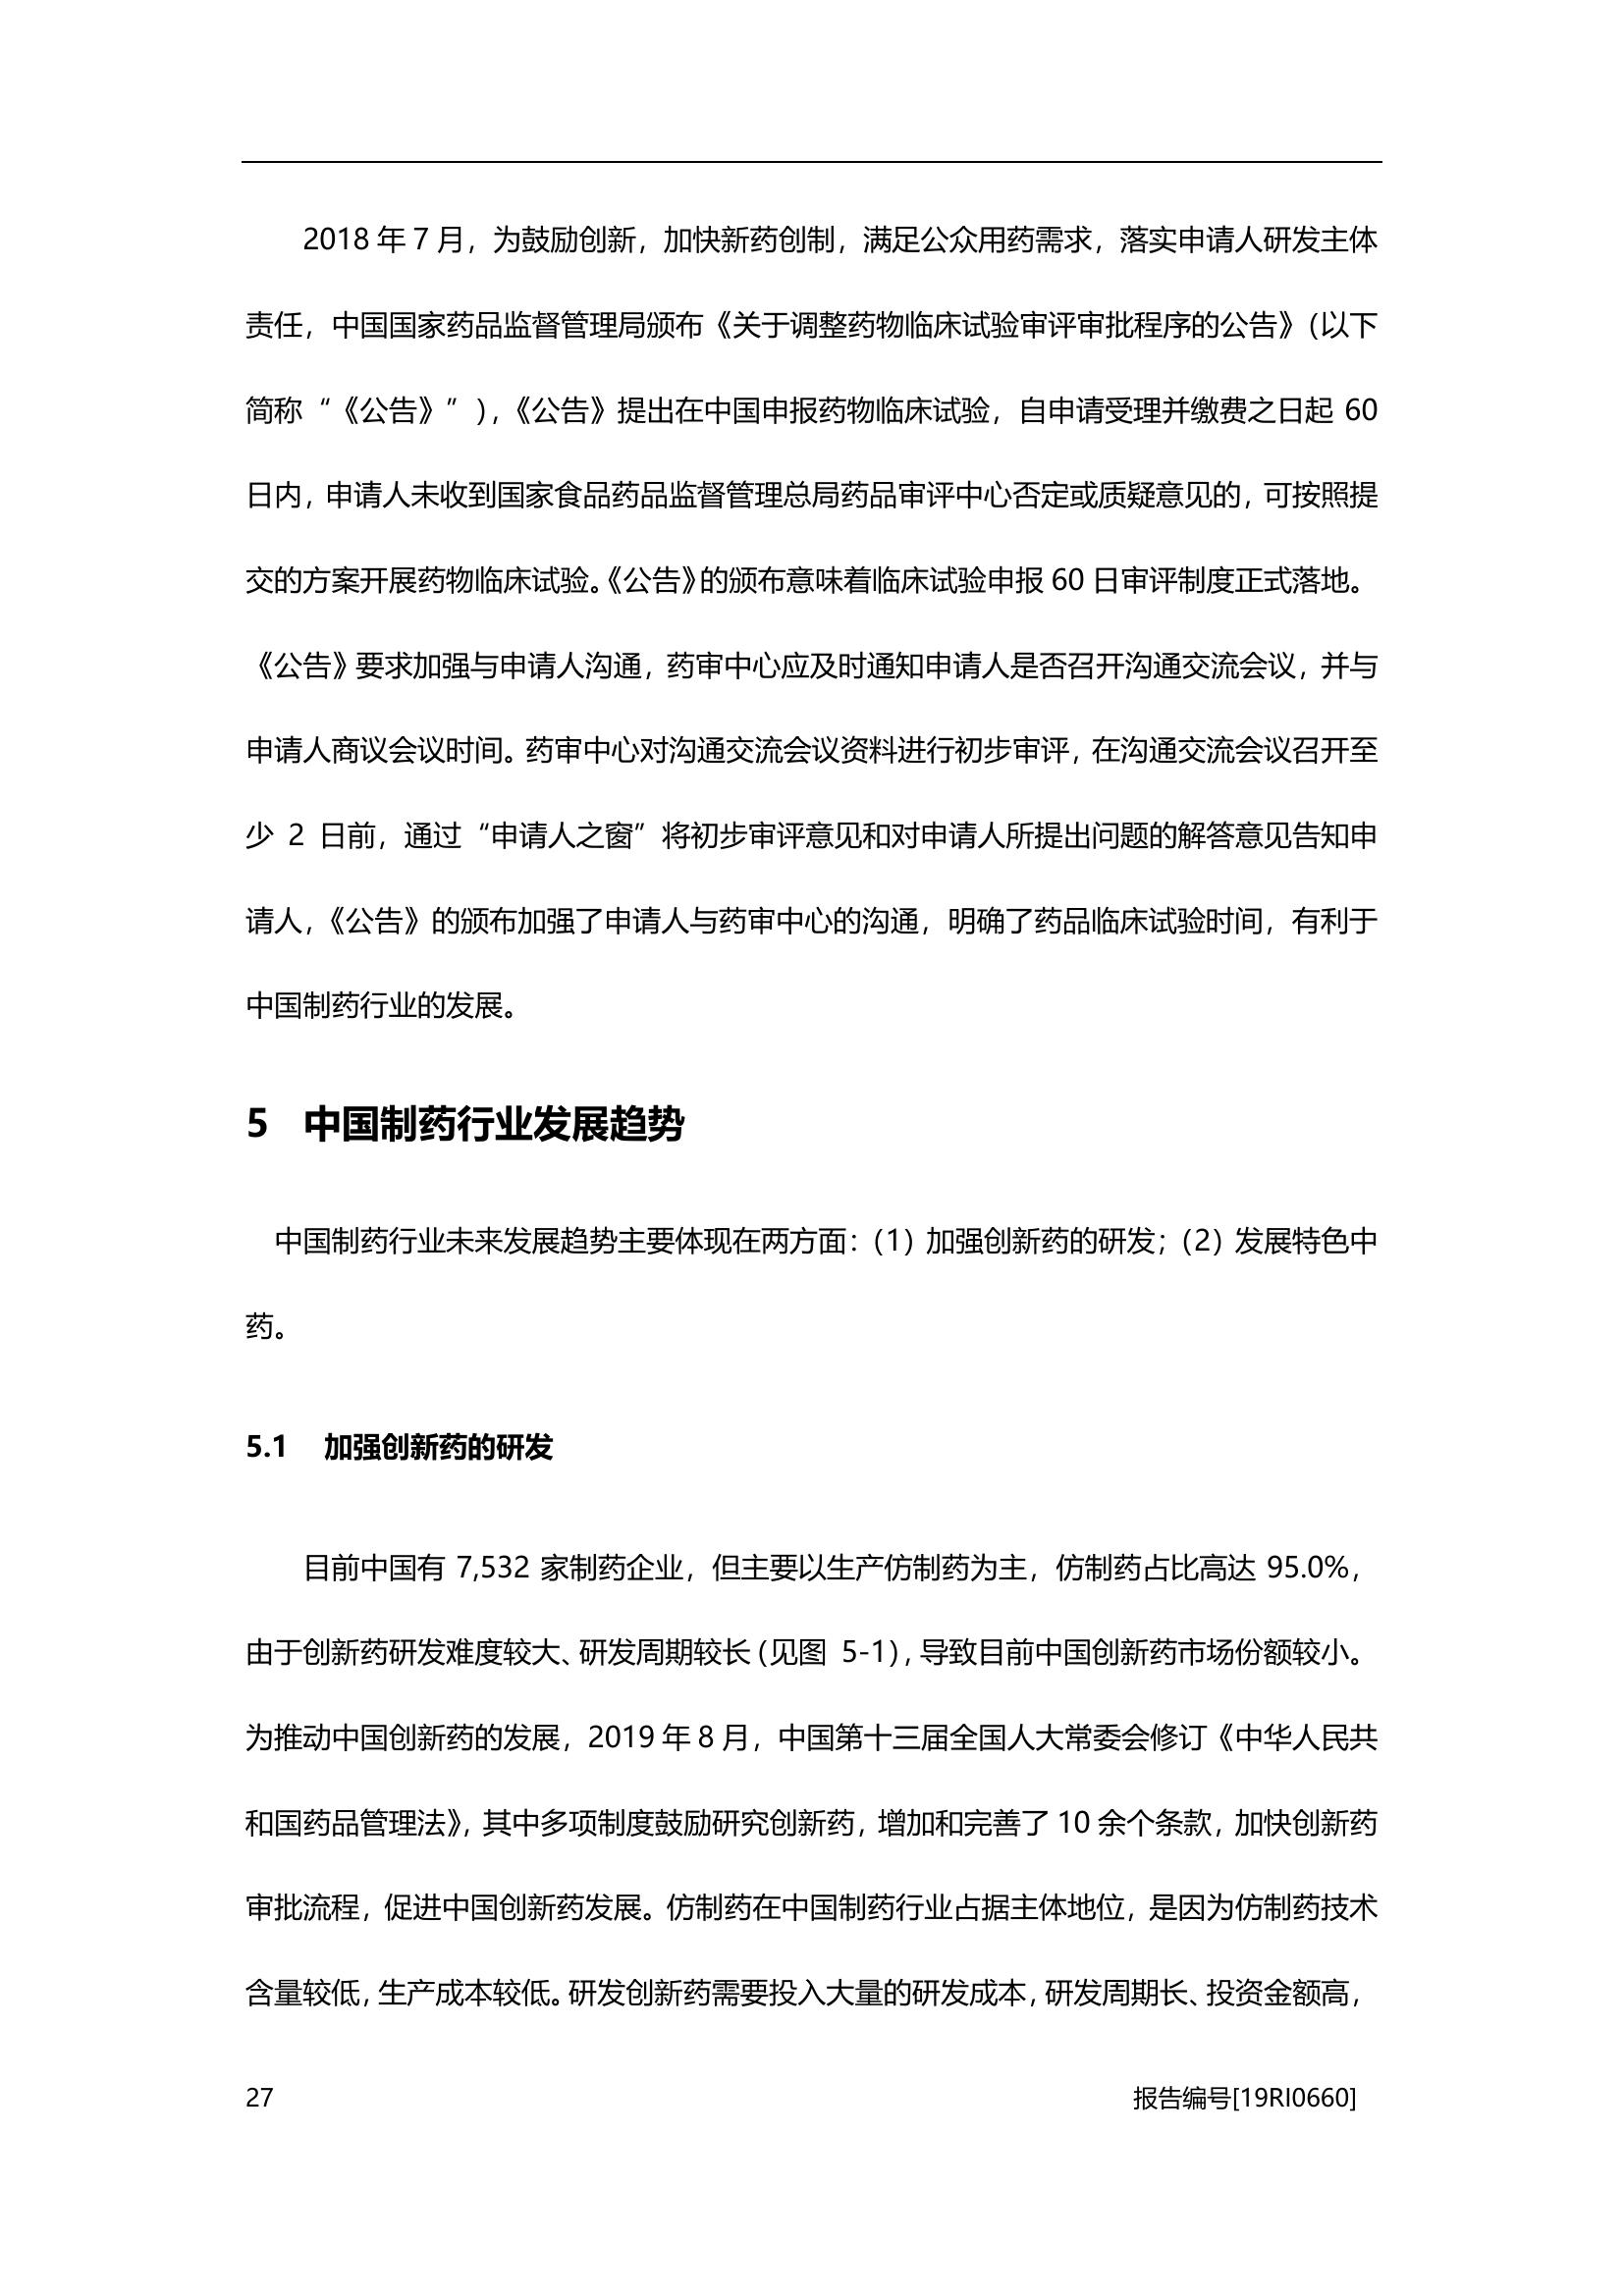 2018 年 7 月，为鼓励创新，加快新药创制，满足公众用药需求，落实申请人研发主体
责任，中国国家药品监督管理局颁布《关于调整药物临床试验审评审批程序的公告》（以下
简称“《公告》”），《公告》提出在中国申报药物临床试验，自申请受理并缴费之日起 60
日内，申请人未收到国家食品药品监督管理总局药品审评中心否定或质疑意见的，可按照提
交的方案开展药物临床试验。《公告》的颁布意味着临床试验申报 60 日审评制度正式落地。
《公告》要求加强与申请人沟通，药审中心应及时通知申请人是否召开沟通交流会议，并与
申请人商议会议时间。药审中心对沟通交流会议资料进行初步审评，在沟通交流会议召开至
少 2 日前，通过“申请人之窗”将初步审评意见和对申请人所提出问题的解答意见告知申
请人，《公告》的颁布加强了申请人与药审中心的沟通，明确了药品临床试验时间，有利于
中国制药行业的发展。
5 中国制药行业发展趋势
中国制药行业未来发展趋势主要体现在两方面：（1）加强创新药的研发；（2）发展特色中
药。
5.1 加强创新药的研发
目前中国有 7,532 家制药企业，但主要以生产仿制药为主，仿制药占比高达 95.0%，
由于创新药研发难度较大、研发周期较长（见图 5-1），导致目前中国创新药市场份额较小。
为推动中国创新药的发展，2019 年 8 月，中国第十三届全国人大常委会修订《中华人民共
和国药品管理法》，其中多项制度鼓励研究创新药，增加和完善了 10 余个条款，加快创新药
审批流程，促进中国创新药发展。仿制药在中国制药行业占据主体地位，是因为仿制药技术
含量较低，生产成本较低。研发创新药需要投入大量的研发成本，研发周期长、投资金额高，
27 报告编号[19RI0660]